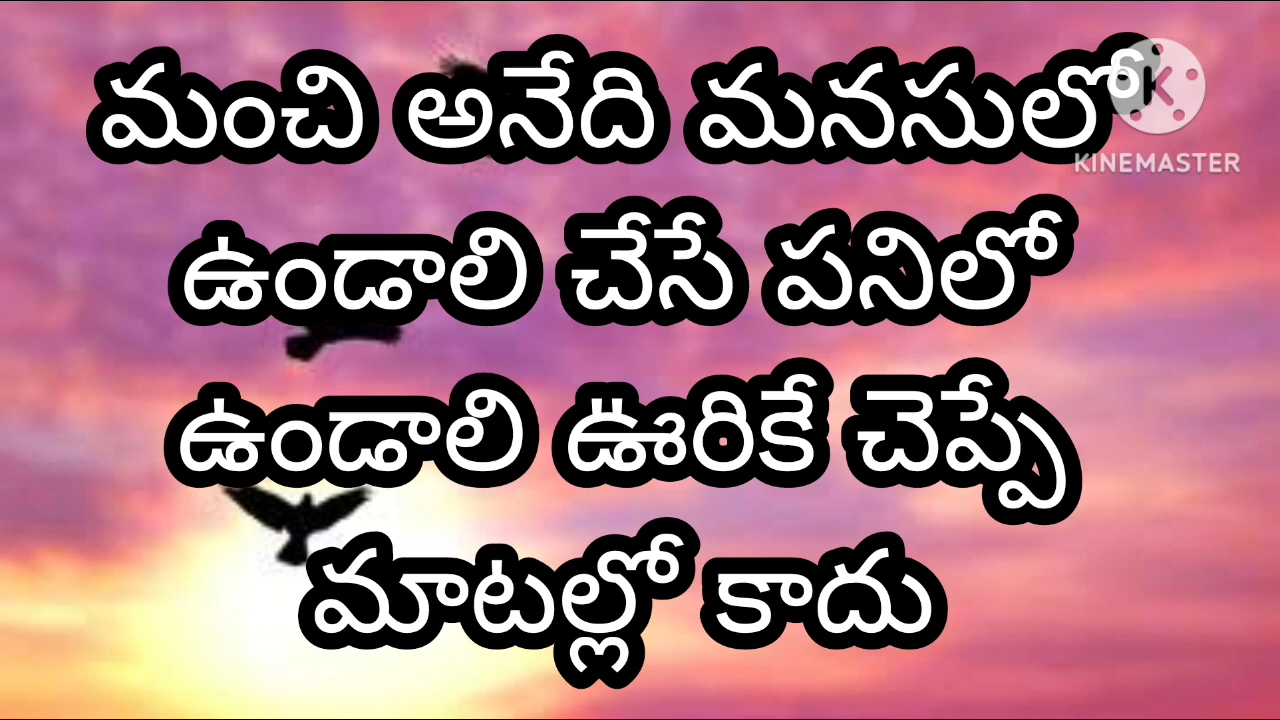 మంచి అనేది మనసులో
KINEMASTER
ఉండాలి చేసే పనిలో
ఉండాలి ఊరికే చెప్పే
మాటల్లో కాదు